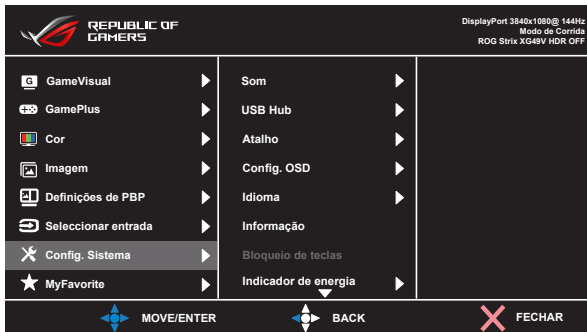 REPUBLIC OF
GAMERS
DisplayPort 3840x1080@ 144Hz
Modo de Corrida
ROG Strix XG49V HDR OFF
G GameVisual
GamePlus
Cor
Imagem
Definições de PBP
Seleccionar entrada
Config. Sistema
MyFavorite
Som
USB Hub
Atalho
Config. OSD
Idioma
Informação
Bloqueio de teclas
Indicador de energia
MOVE/ENTER
BACK
FECHAR